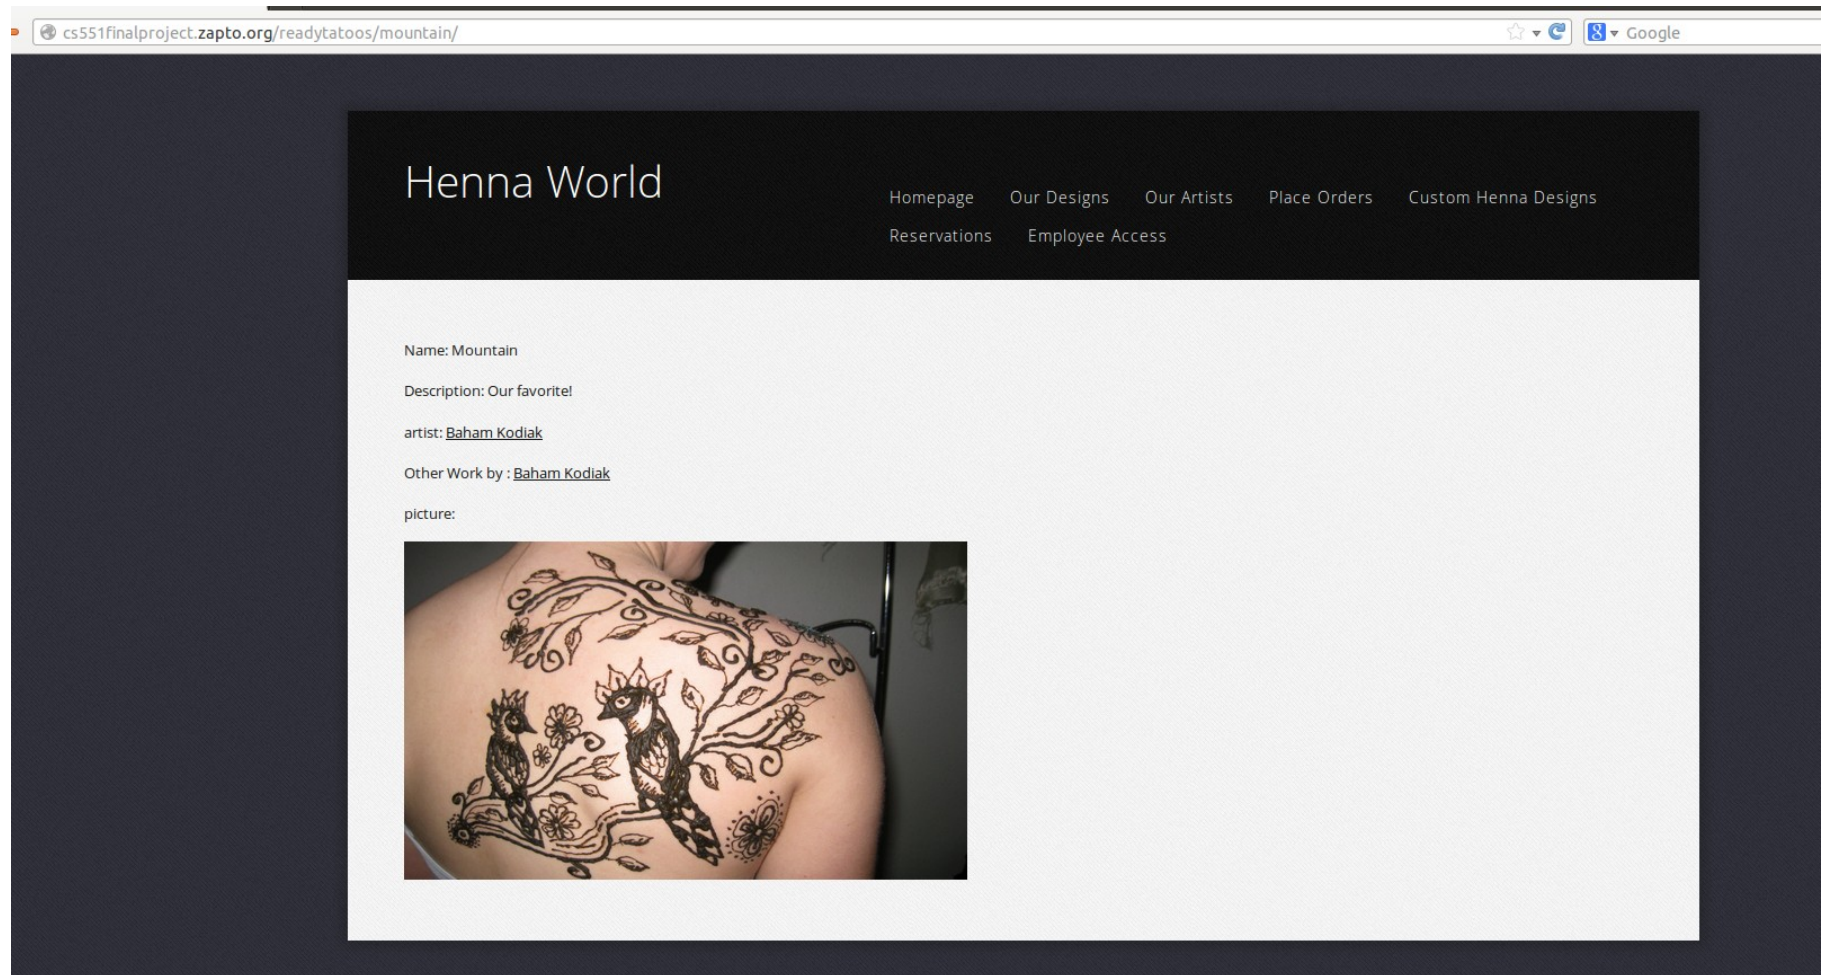 cs551finalproject.zapto.org/readytatoos/mountain/
8 Google
Henna World
Homepage Our Designs Our Artists Place Orders Custom Henna Designs
Reservations Employee Access
Name: Mountain
Description: Our favorite!
artist: Baham Kodiak
Other Work by : Baham Kodiak
picture: